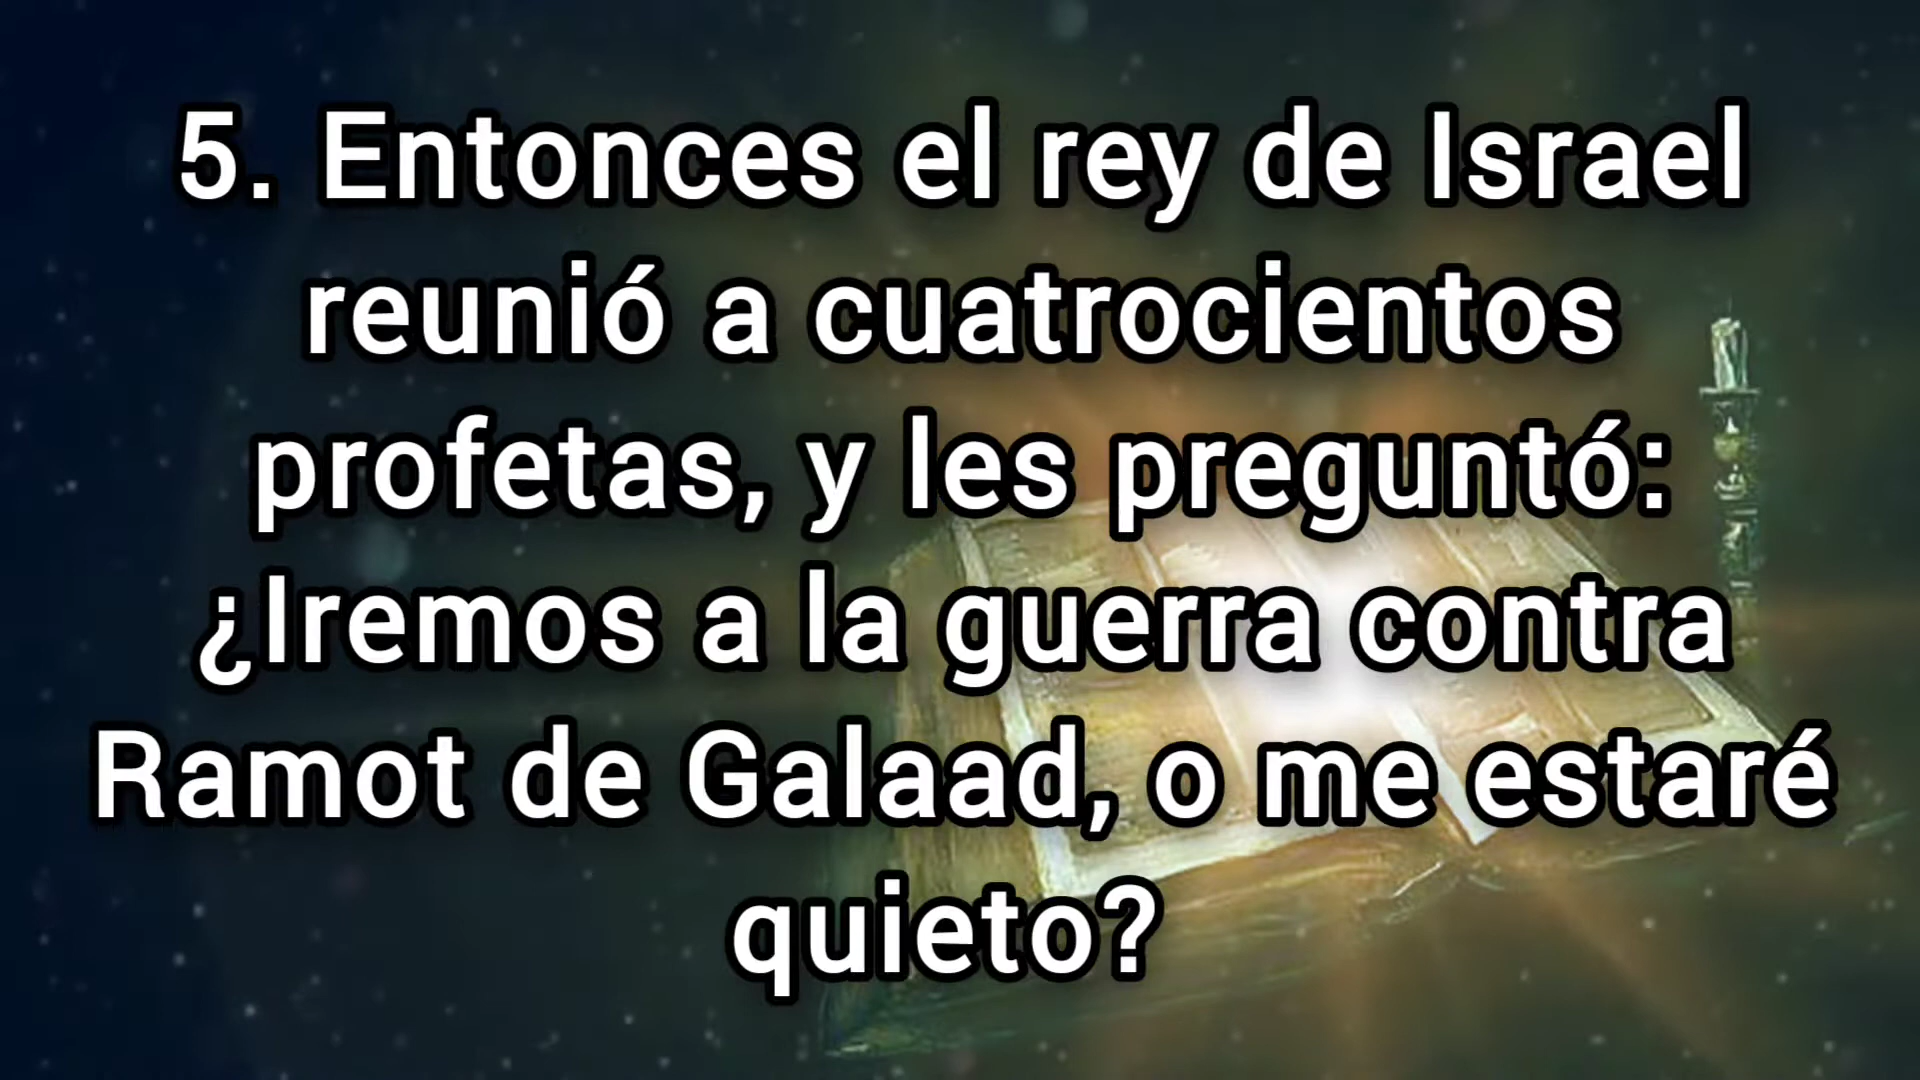 5. Entonces el rey de Israel
reunió a cuatrocientos
profetas, y les preguntó:
¿Iremos a la guerra contra
Ramot de Galaad, o me estaré
quieto?